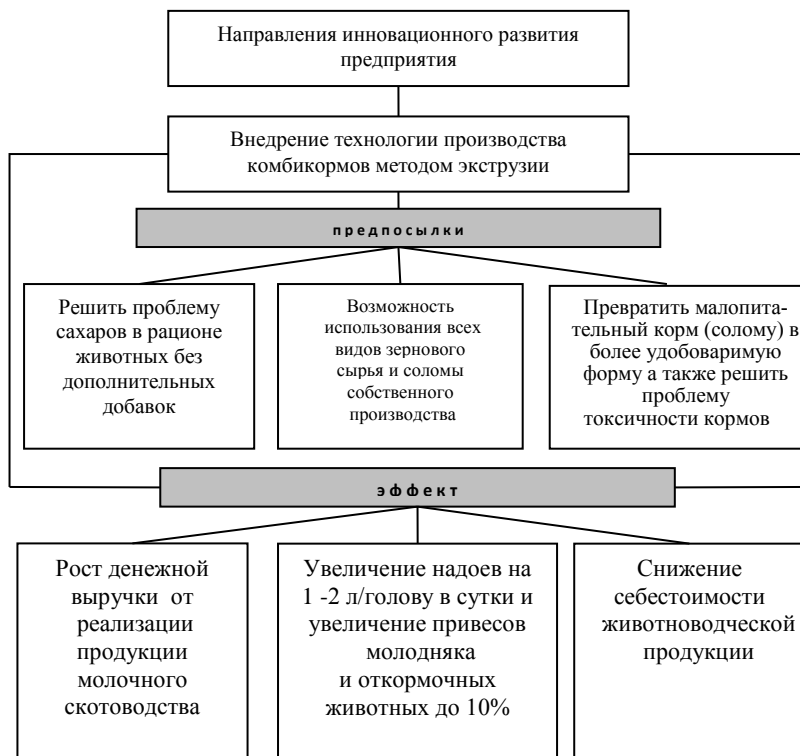 Направления инновационного развития
предприятия
Внедрение технологии производства
комбикормов методом экструзии
предпосылки
Решить проблему
сахаров в рационе
животных без
дополнительных
добавок
Возможность
использования всех
видов зернового
сырья и соломы
собственного
производства
Превратить малопита-
тельный корм (солому) в
более удобоваримую
форму а также решить
проблему
токсичности кормов
эффект
Рост денежной
выручки от
реализации
продукции
молочного
скотоводства
Увеличение надоев на
1 -2 л/голову в сутки и
увеличение привесов
молодняка
и откормочных
животных до 10%
Снижение
себестоимости
животноводческой
продукции